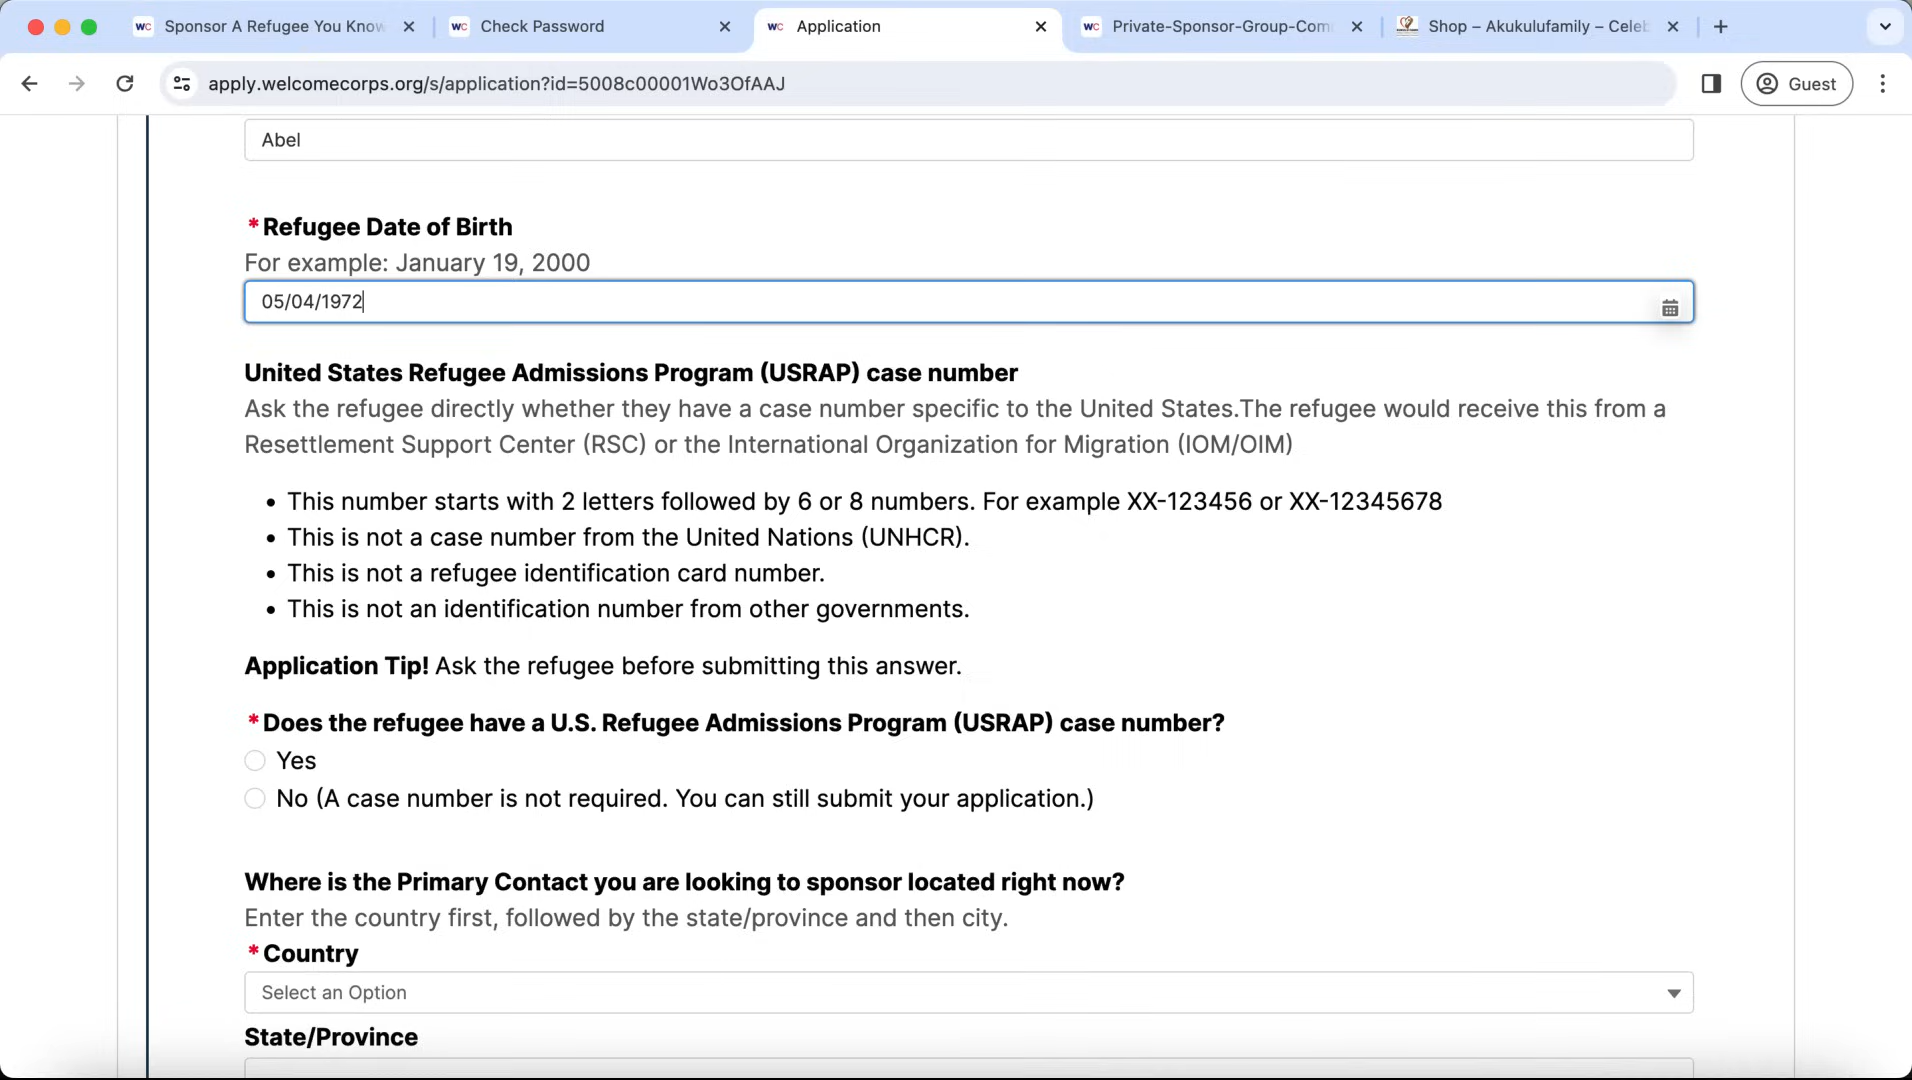 Sponsor A Refugee You Know
Check Password
Application
Private-Sponsor-Group-Com
Shop – Akukulufamily – Celeb
apply.welcomecorps.org/s/application?id=5008c00001Wo3OfAAJ
Guest
Abel
*Refugee Date of Birth
For example: January 19, 2000
05/04/1972
United States Refugee Admissions Program (USRAP) case number
Ask the refugee directly whether they have a case number specific to the United States.The refugee would receive this from a
Resettlement Support Center (RSC) or the International Organization for Migration (IOM/OIM)
• This number starts with 2 letters followed by 6 or 8 numbers. For example XX-123456 or XX-12345678
• This is not a case number from the United Nations (UNHCR).
• This is not a refugee identification card number.
• This is not an identification number from other governments.
Application Tip! Ask the refugee before submitting this answer.
*Does the refugee have a U.S. Refugee Admissions Program (USRAP) case number?
Yes
No (A case number is not required. You can still submit your application.)
Where is the Primary Contact you are looking to sponsor located right now?
Enter the country first, followed by the state/province and then city.
*Country
Select an Option
State/Province